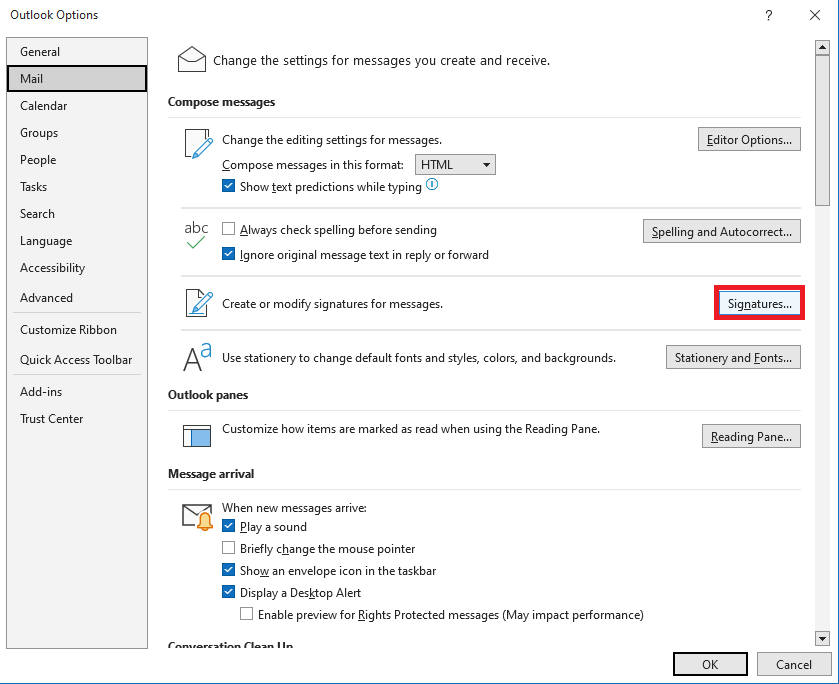 Outlook Options
?
General
Mail
Calendar
Groups
People
Tasks
Search
Language
Accessibility
Advanced
Customize Ribbon
Quick Access Toolbar
Add-ins
Trust Center
Change the settings for messages you create and receive.
Compose messages
Change the editing settings for messages.
Editor Options...
Compose messages in this format: HTML
Show text predictions while typing
abc
Always check spelling before sending
Spelling and Autocorrect...
Ignore original message text in reply or forward
Create or modify signatures for messages.
Signatures...
Aa
Use stationery to change default fonts and styles, colors, and backgrounds.
Stationery and Fonts...
Outlook panes
Customize how items are marked as read when using the Reading Pane.
Reading Pane...
Message arrival
When new messages arrive:
Play a sound
Briefly change the mouse pointer
Show an envelope icon in the taskbar
Display a Desktop Alert
Enable preview for Rights Protected messages (May impact performance)
Conversation Clean Up
OK
Cancel